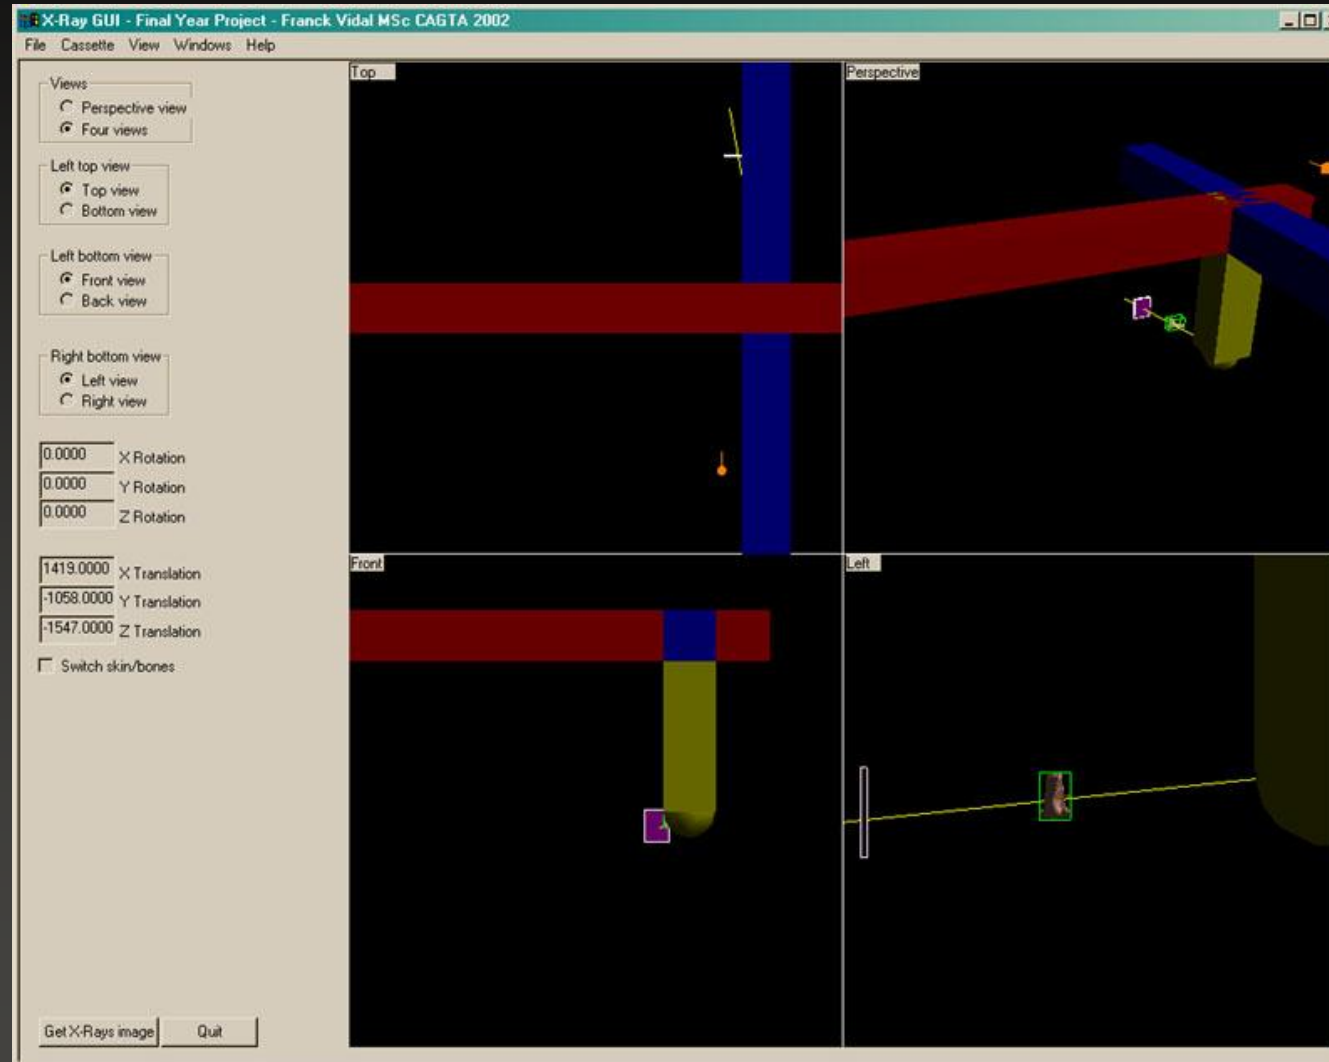 X-Ray GUI - Final Year Project - Franck Vidal MSc CAGTA 2002
File Cassette View Windows Help
Views
Perspective view
Four views
Left top view
Top view
Bottom view
Left bottom view
Front view
Back view
Right bottom view
Left view
Right view
0.0000 X Rotation
0.0000 Y Rotation
0.0000 Z Rotation
1419.0000 X Translation
-1058.0000 Y Translation
-1547.0000 Z Translation
Switch skin/bones
Get X-Rays image Quit
Top
Perspective
Front
Left